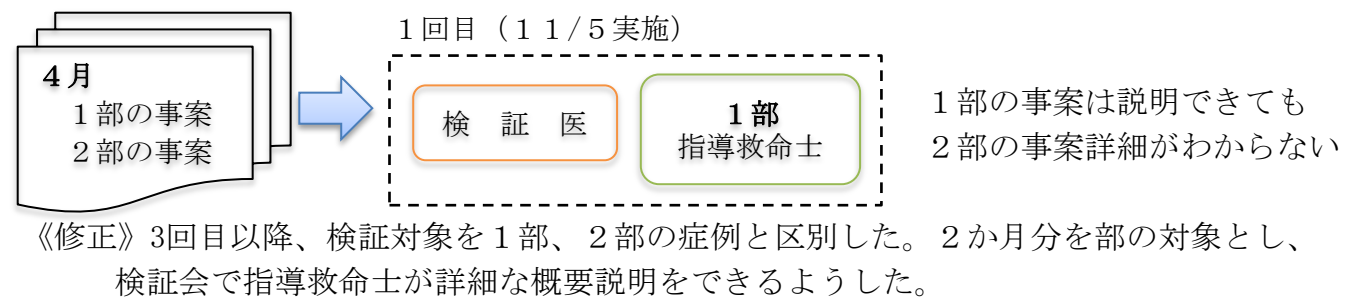 １回目（１１/５実施）
４月
１部の事案
２部の事案
検　証　医
１部
指導救命士
１部の事案は説明できても
２部の事案詳細がわからない
《修正》3回目以降、検証対象を１部、２部の症例と区別した。２か月分を部の対象とし、
検証会で指導救命士が詳細な概要説明をできるようした。